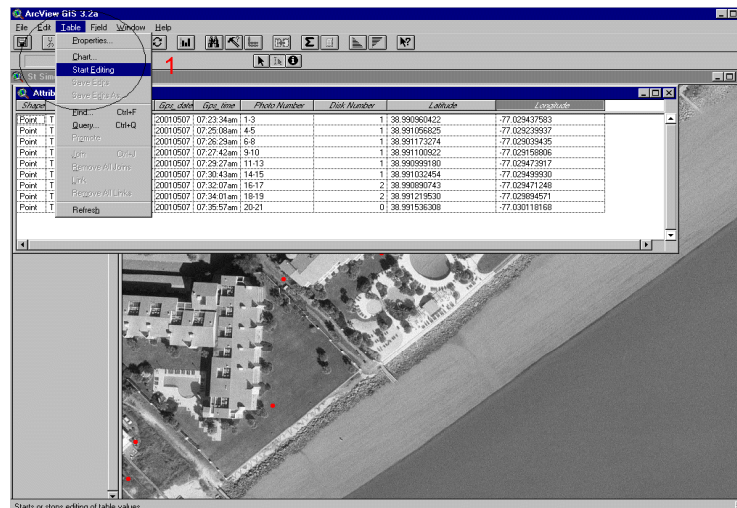 ArcView GIS 3.2a
File Edit Table Field Window Help
Properties...
Chart...
Start Editing
Save Edits
Save Edits As...
Find... Ctrl+F
Query... Ctrl+Q
Promote
Join Ctrl+J
Remove All Joins
Link
Remove All Links
Refresh
1
St Sim
Attrib
Shape Gps_date Gps_time Photo Number Disk Number Latitude Longitude
Point T 20010507 07:23:34am 1-3 1 38.990960422 -77.029437583
Point T 20010507 07:25:08am 4-5 1 38.991056825 -77.029239937
Point T 20010507 07:26:29am 6-8 1 38.991173274 -77.029039435
Point T 20010507 07:27:42am 9-10 1 38.991100922 -77.029158806
Point T 20010507 07:29:27am 11-13 1 38.990999180 -77.029473917
Point T 20010507 07:30:43am 14-15 1 38.991032454 -77.029499930
Point T 20010507 07:32:07am 16-17 2 38.990890743 -77.029471248
Point T 20010507 07:34:01am 18-19 2 38.991219530 -77.029894571
Point T 20010507 07:35:57am 20-21 0 38.991536308 -77.030118168
Starts or stops editing of table values